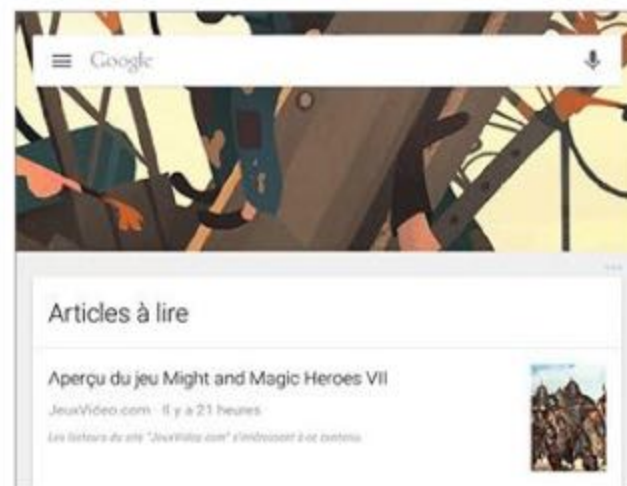 Google
Articles à lire
Aperçu du jeu Might and Magic Heroes VII
JeuxVideo.com - Il y a 21 heures
Les lecteurs du site "JeuxVideo.com" s'intéressent à ce contenu.